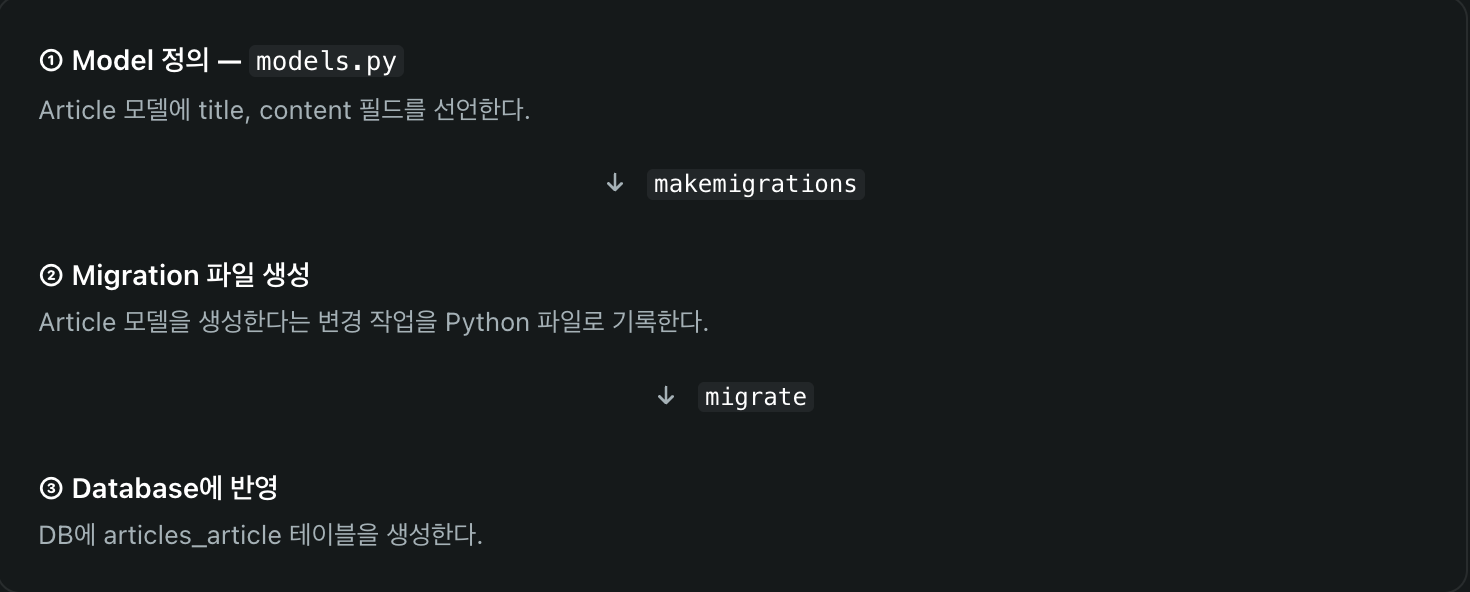 ① Model 정의 — models.py
Article 모델에 title, content 필드를 선언한다.
↓ makemigrations
② Migration 파일 생성
Article 모델을 생성한다는 변경 작업을 Python 파일로 기록한다.
↓ migrate
③ Database에 반영
DB에 articles_article 테이블을 생성한다.